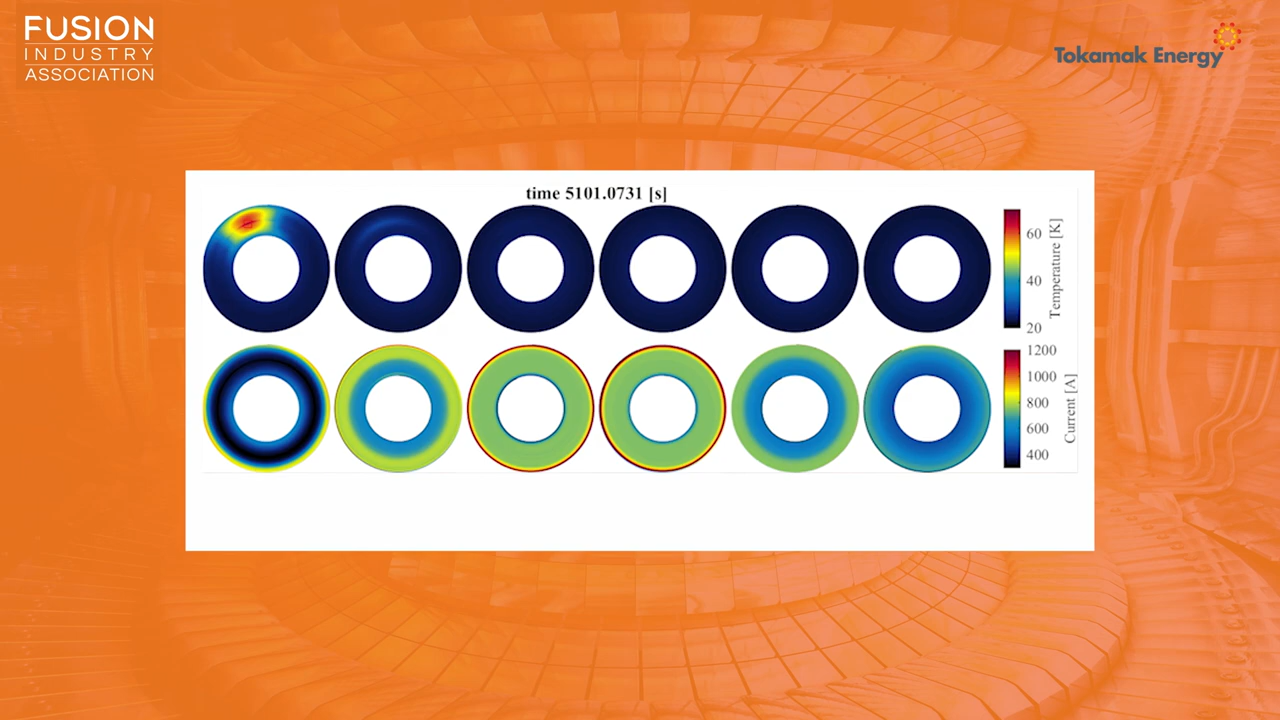 FUSION
INDUSTRY
ASSOCIATION
Tokamak Energy
time 5101.0731 [s]
60
40
20
Temperature [K]
1200
1000
800
600
400
Current [A]